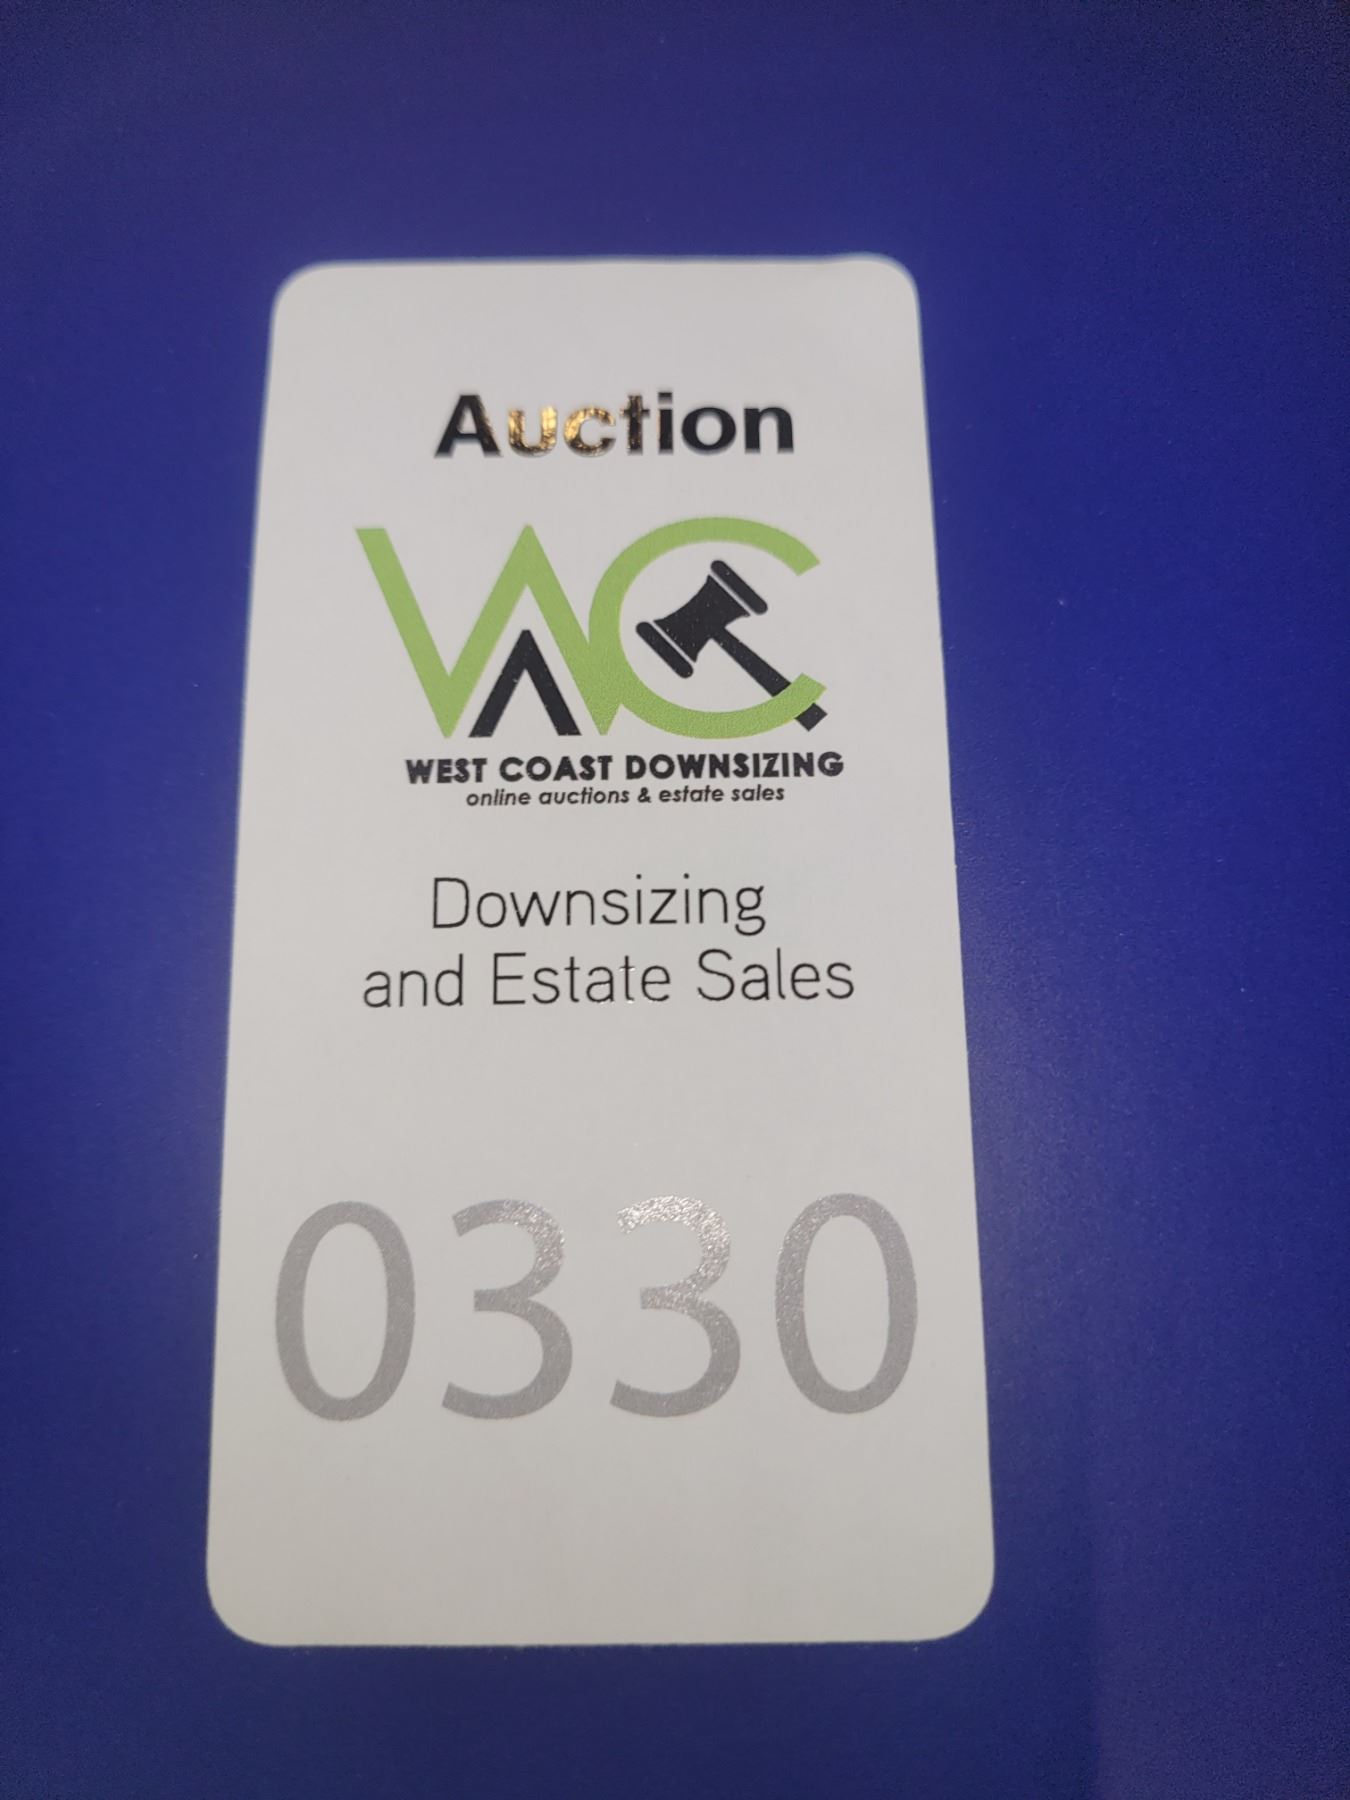 Auction
WC
WEST COAST DOWNSIZING
online auctions & estate sales
Downsizing
and Estate Sales
0330